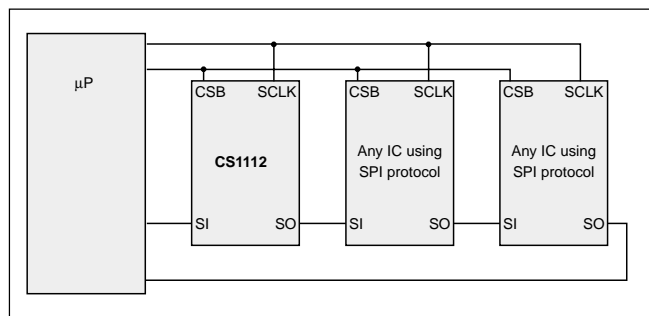 μP
CSB SCLK
CS1112
SI SO
CSB SCLK
Any IC using
SPI protocol
SI SO
CSB SCLK
Any IC using
SPI protocol
SI SO